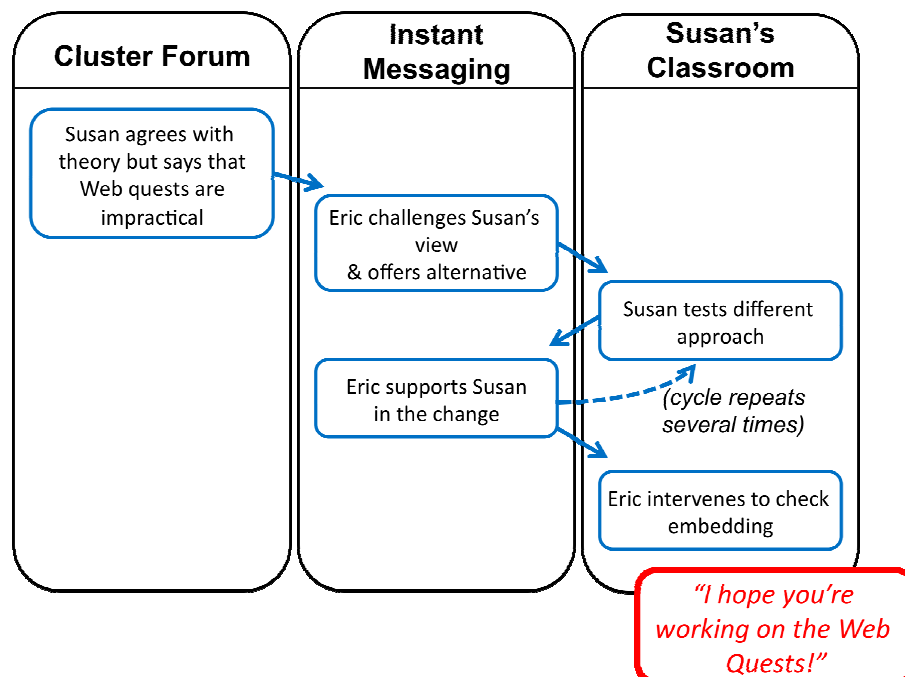 Cluster Forum
Instant
Messaging
Susan’s
Classroom
Susan agrees with
theory but says that
Web quests are
impractical
Eric challenges Susan’s
view
& offers alternative
Susan tests different
approach
Eric supports Susan
in the change
(cycle repeats
several times)
Eric intervenes to check
embedding
“I hope you’re
working on the Web
Quests!”